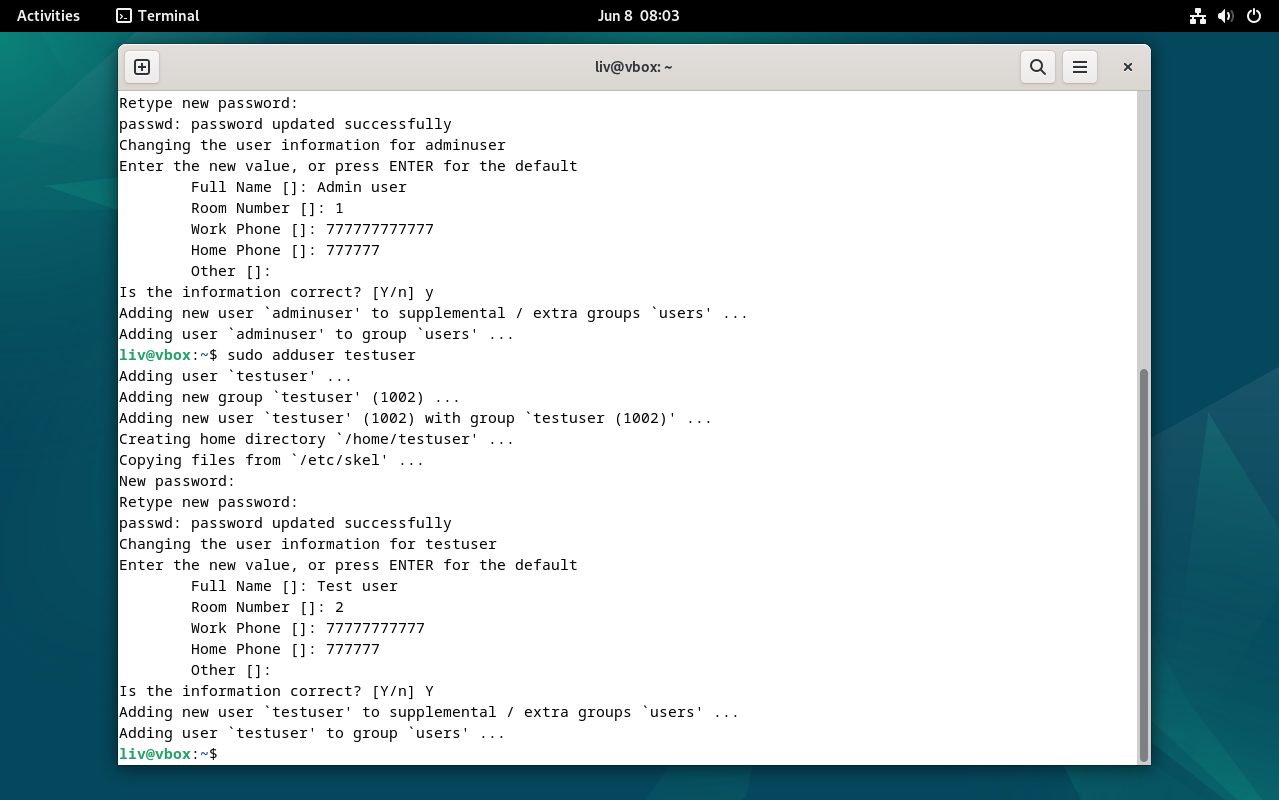 Activities Terminal Jun 8 08:03
liv@vbox: ~
Retype new password:
passwd: password updated successfully
Changing the user information for adminuser
Enter the new value, or press ENTER for the default
        Full Name []: Admin user
        Room Number []: 1
        Work Phone []: 777777777777
        Home Phone []: 777777
        Other []:
Is the information correct? [Y/n] y
Adding new user `adminuser' to supplemental / extra groups `users' ...
Adding user `adminuser' to group `users' ...
liv@vbox:~$ sudo adduser testuser
Adding user `testuser' ...
Adding new group `testuser' (1002) ...
Adding new user `testuser' (1002) with group `testuser (1002)' ...
Creating home directory `/home/testuser' ...
Copying files from `/etc/skel' ...
New password:
Retype new password:
passwd: password updated successfully
Changing the user information for testuser
Enter the new value, or press ENTER for the default
        Full Name []: Test user
        Room Number []: 2
        Work Phone []: 77777777777
        Home Phone []: 777777
        Other []:
Is the information correct? [Y/n] Y
Adding new user `testuser' to supplemental / extra groups `users' ...
Adding user `testuser' to group `users' ...
liv@vbox:~$